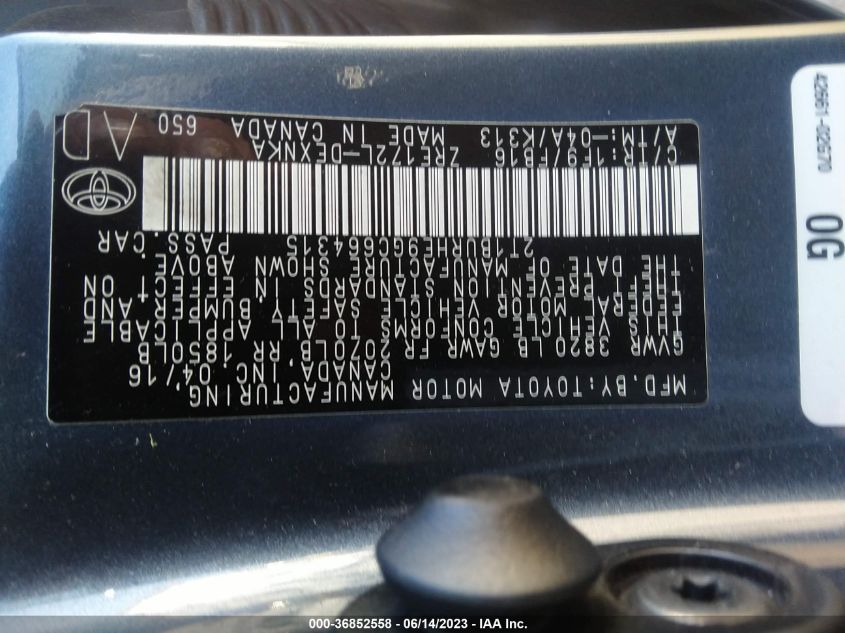 MFD.BY:TOYOTA MOTOR MANUFACTURING
CANADA, INC. 04/16
GVWR 3820 LB GAWR FR 2070LB, RR 1850LB
THIS VEHICLE CONFORMS TO ALL APPLICABLE
FEDERAL MOTOR VEHICLE SAFETY, BUMPER AND
THEFT PREVENTION STANDARDS IN EFFECT ON
THE DATE OF MANUFACTURE SHOWN ABOVE.
2T1BURHE9GC664315 PASS. CAR
C/TR:1F9/FB16 ZRE172L-DEXNKA
A/TM:-04A/K313 MADE IN CANADA 650
428661-02670
0G
000-36852558 - 06/14/2023 - IAA Inc.